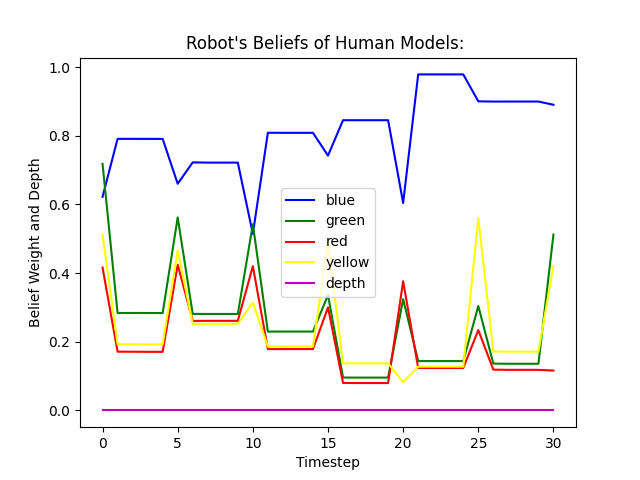 Robot's Beliefs of Human Models:
Belief Weight and Depth
1.0
0.8
0.6
0.4
0.2
0.0
blue
green
red
yellow
depth
0 5 10 15 20 25 30
Timestep